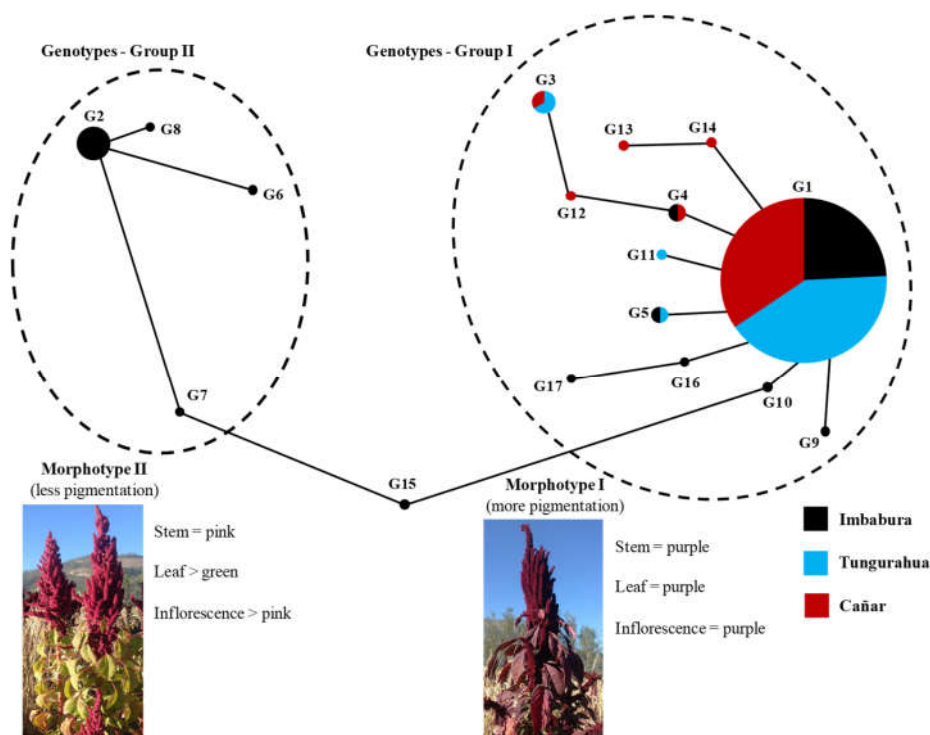 Genotypes - Group II
Genotypes - Group I
G2
G8
G6
G7
G15
G3
G13
G14
G1
G12
G4
G11
G5
G17
G16
G10
G9
Morphotype II
(less pigmentation)
Stem = pink
Leaf > green
Inflorescence > pink
Morphotype I
(more pigmentation)
Stem = purple
Leaf = purple
Inflorescence = purple
Imbabura
Tungurahua
Cañar